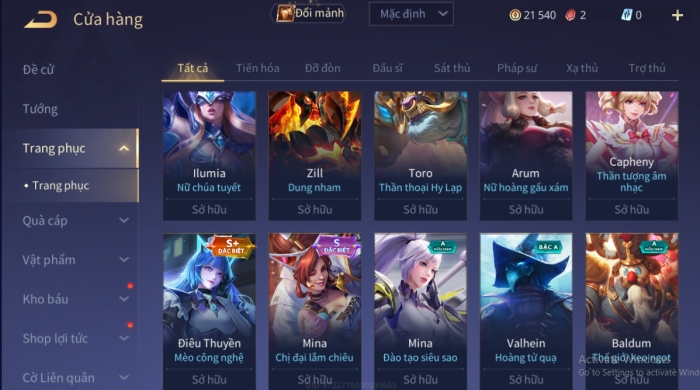 Cửa hàng
Đổi mảnh
Mặc định
21 540
2
0
Đề cử
Tướng
Trang phục
Trang phục
Quà cáp
Vật phẩm
Kho báu
Shop lợi tức
Cờ Liên quân
Tất cả Tiến hóa Đỡ đòn Đấu sĩ Sát thủ Pháp sư Xạ thủ Trợ thủ
Ilumia
Nữ chúa tuyết
Sở hữu
Zill
Dung nham
Sở hữu
Toro
Thần thoại Hy Lạp
Sở hữu
Arum
Nữ hoàng gấu xám
Sở hữu
Capheny
Thần tượng âm
nhạc
Sở hữu
S+
ĐẶC BIỆT
Điêu Thuyền
Mèo công nghệ
Sở hữu
S
ĐẶC BIỆT
Mina
Chị đại lắm chiêu
Sở hữu
A
Mina
Đào tạo siêu sao
Sở hữu
BẬC A
Valhein
Hoàng tử quạ
Sở hữu
A
Baldum
Thế giới kẹo ngọt
Sở hữu
Activate Windows
Go to Settings to activate Wind